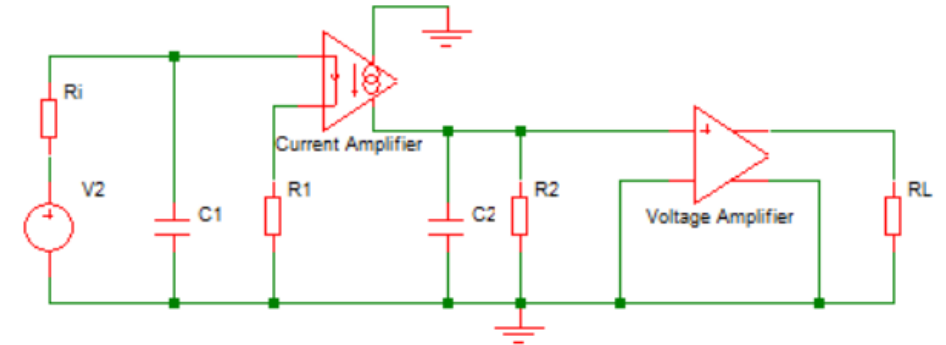 Ri
Current Amplifier
V2
R1
R2
RL
C1
C2
Voltage Amplifier